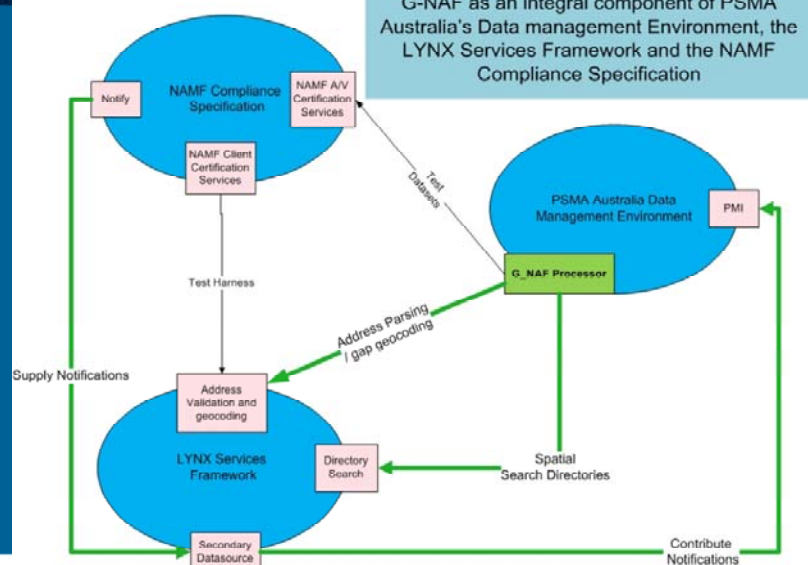 G-NAF as an integral component of PSMA
Australia's Data management Environment, the
LYNX Services Framework and the NAMF
Compliance Specification
Notify
NAMF Compliance
Specification
NAMF A/V
Certification
Services
NAMF Client
Certification
Services
Test
Datasets
PSMA Australia Data
Management Environment
PMI
G_NAF Processor
Test Harness
Address Parsing
/ gap geocoding
Supply Notifications
Address
Validation and
geocoding
LYNX Services
Framework
Directory
Search
Spatial
Search Directories
Secondary
Datasource
Contribute
Notifications